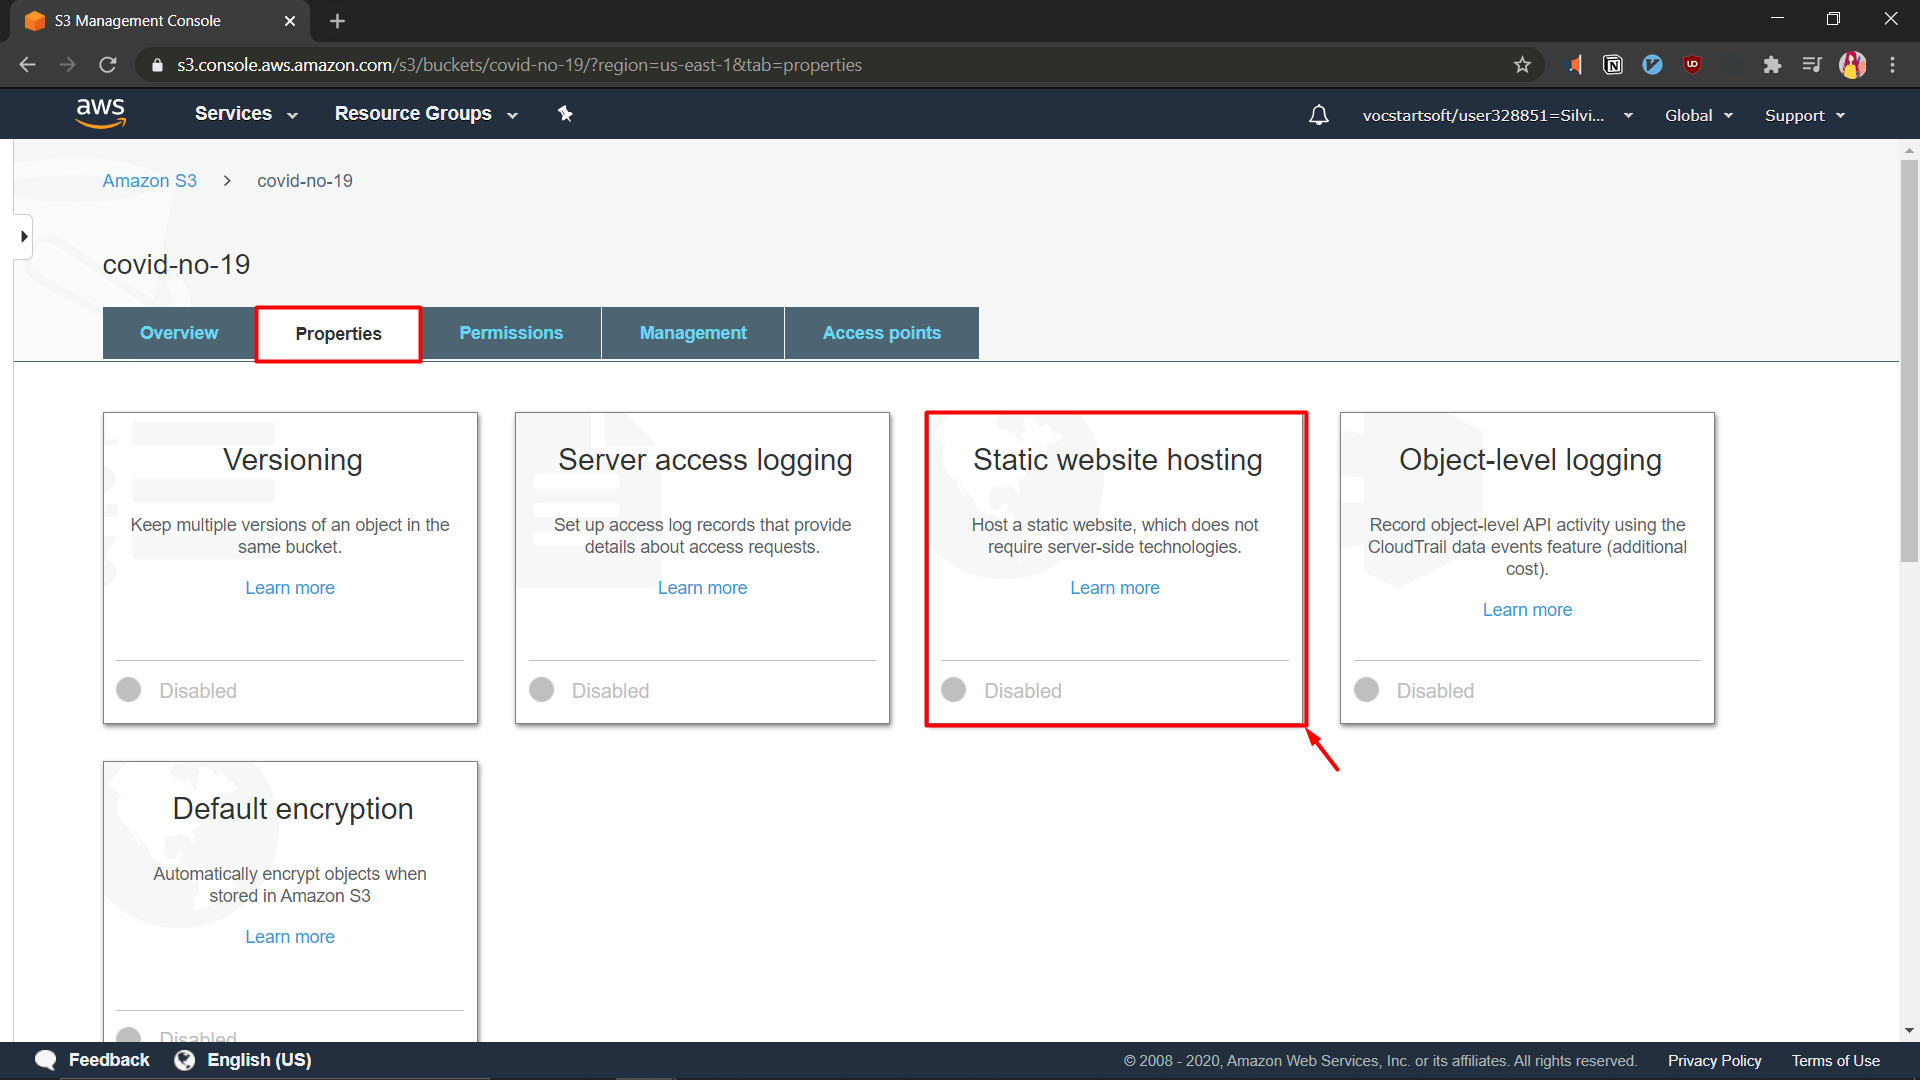 S3 Management Console
s3.console.aws.amazon.com/s3/buckets/covid-no-19/?region=us-east-1&tab=properties
aws
Services
Resource Groups
vocstartsoft/user328851=Silvi...
Global
Support
Amazon S3 > covid-no-19
covid-no-19
Overview
Properties
Permissions
Management
Access points
Versioning
Keep multiple versions of an object in the
same bucket.
Learn more
Disabled
Server access logging
Set up access log records that provide
details about access requests.
Learn more
Disabled
Static website hosting
Host a static website, which does not
require server-side technologies.
Learn more
Disabled
Object-level logging
Record object-level API activity using the
CloudTrail data events feature (additional
cost).
Learn more
Disabled
Default encryption
Automatically encrypt objects when
stored in Amazon S3
Learn more
Disabled
Feedback
English (US)
© 2008 - 2020, Amazon Web Services, Inc. or its affiliates. All rights reserved.
Privacy Policy
Terms of Use